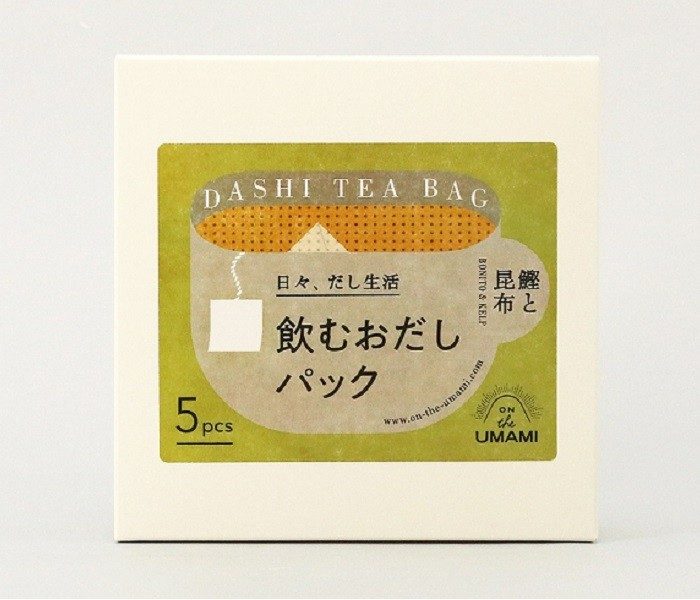 DASHI TEA BAG
日々、だし生活
飲むおだし
パック
鰹と
昆布
BONITO & KELP
www.on-the-umami.com
5pcs
ON
the
UMAMI